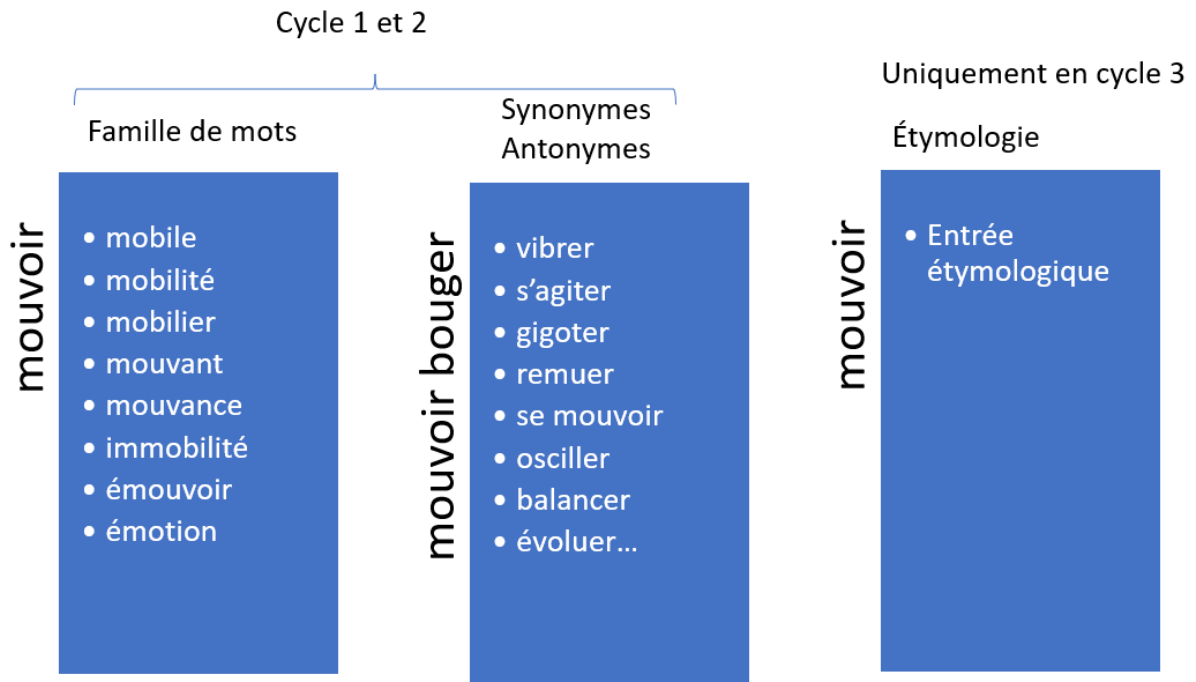 Cycle 1 et 2
Uniquement en cycle 3
Famille de mots
Synonymes
Antonymes
Étymologie
mouvoir
• mobile
• mobilité
• mobilier
• mouvant
• mouvance
• immobilité
• émouvoir
• émotion
mouvoir bouger
• vibrer
• s’agiter
• gigoter
• remuer
• se mouvoir
• osciller
• balancer
• évoluer…
mouvoir
• Entrée
étymologique